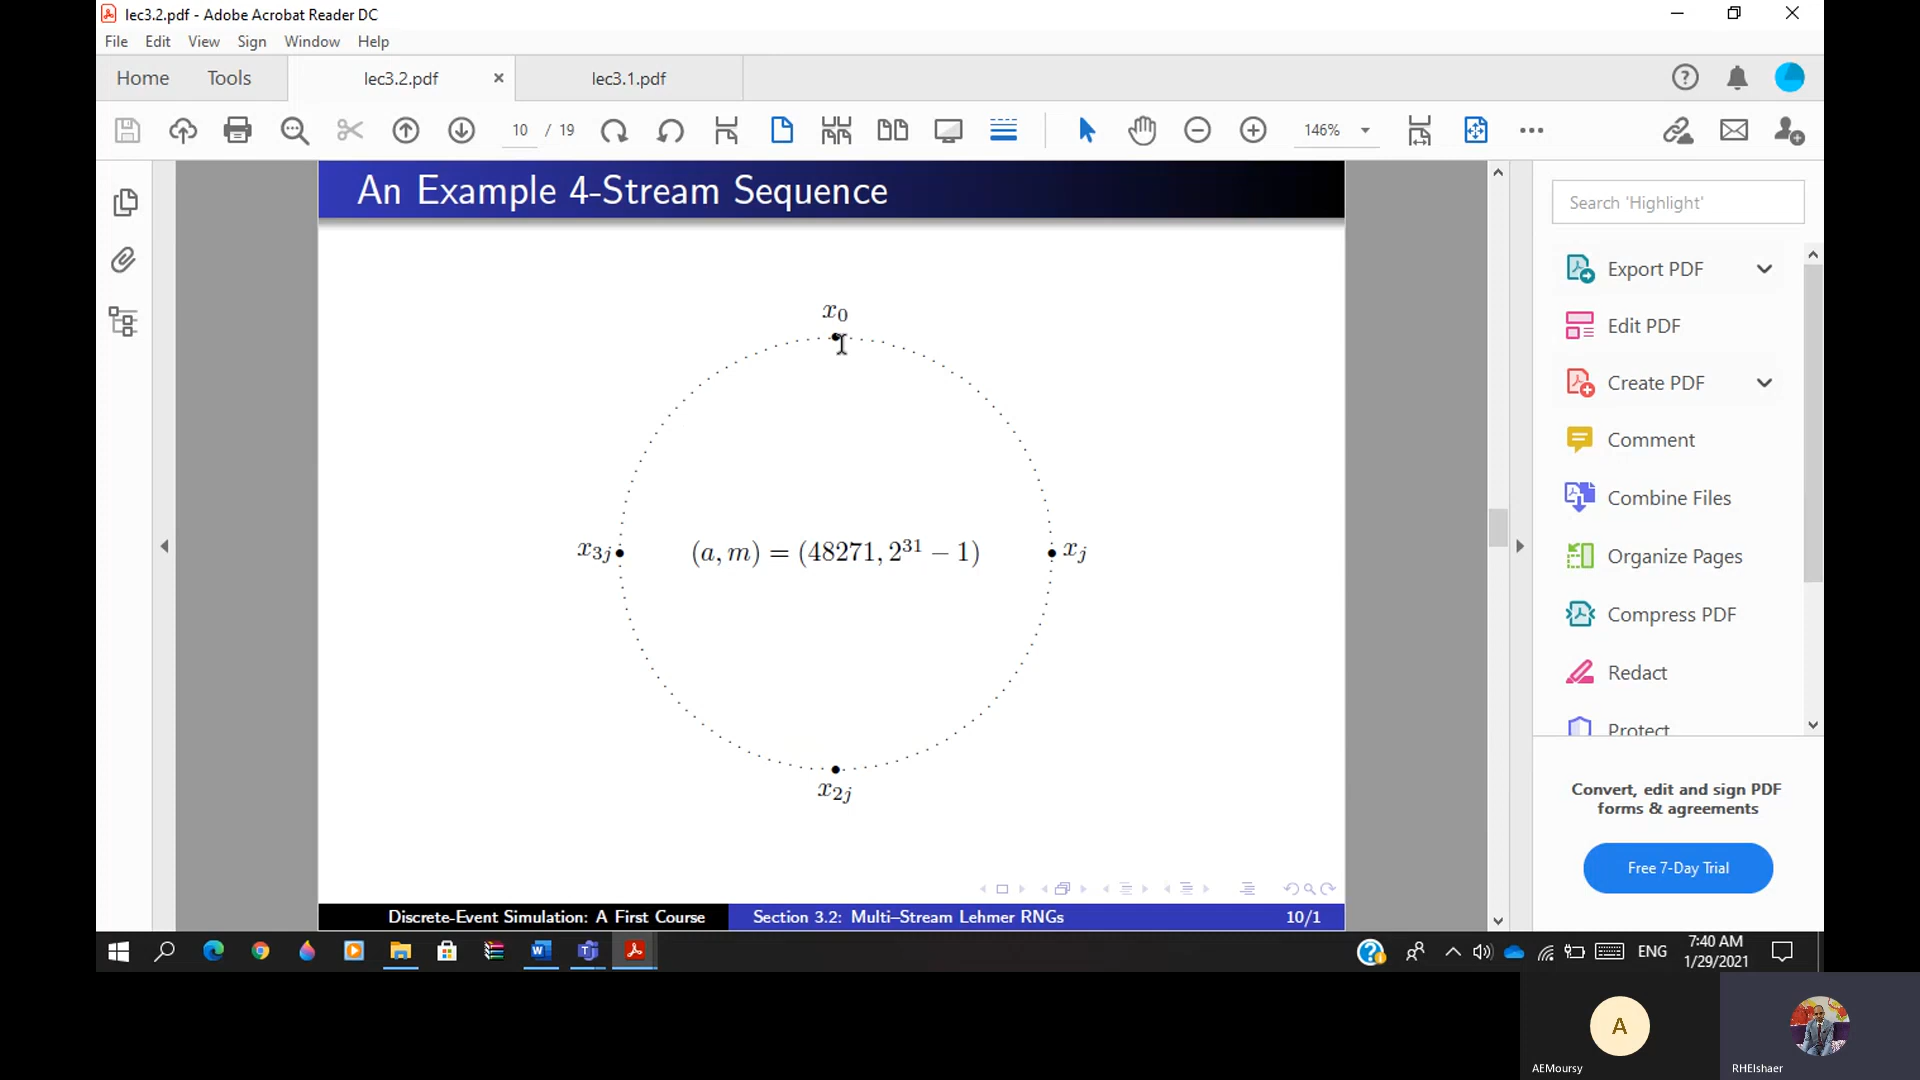 lec3.2.pdf - Adobe Acrobat Reader DC
File Edit View Sign Window Help
Home Tools lec3.2.pdf × lec3.1.pdf
10 / 19 146%
An Example 4-Stream Sequence
x₀
x₃ⱼ (a, m) = (48271, 2³¹ − 1) xⱼ
x₂ⱼ
Discrete-Event Simulation: A First Course Section 3.2: Multi–Stream Lehmer RNGs 10/1
Search 'Highlight'
Export PDF
Edit PDF
Create PDF
Comment
Combine Files
Organize Pages
Compress PDF
Redact
Protect
Convert, edit and sign PDF
forms & agreements
Free 7-Day Trial
ENG
7:40 AM
1/29/2021
A
AEMoursy
RHElshaer